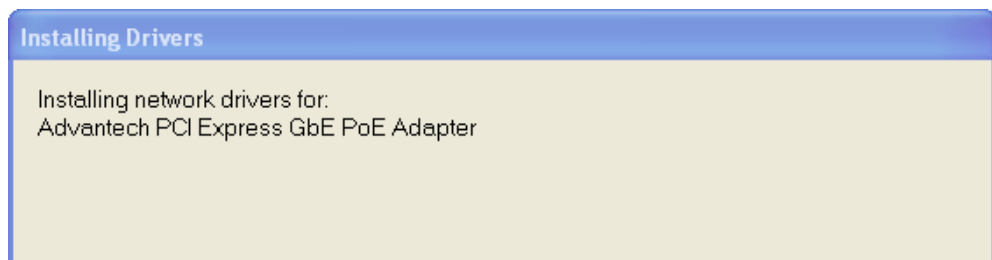 Installing Drivers
Installing network drivers for:
Advantech PCI Express GbE PoE Adapter